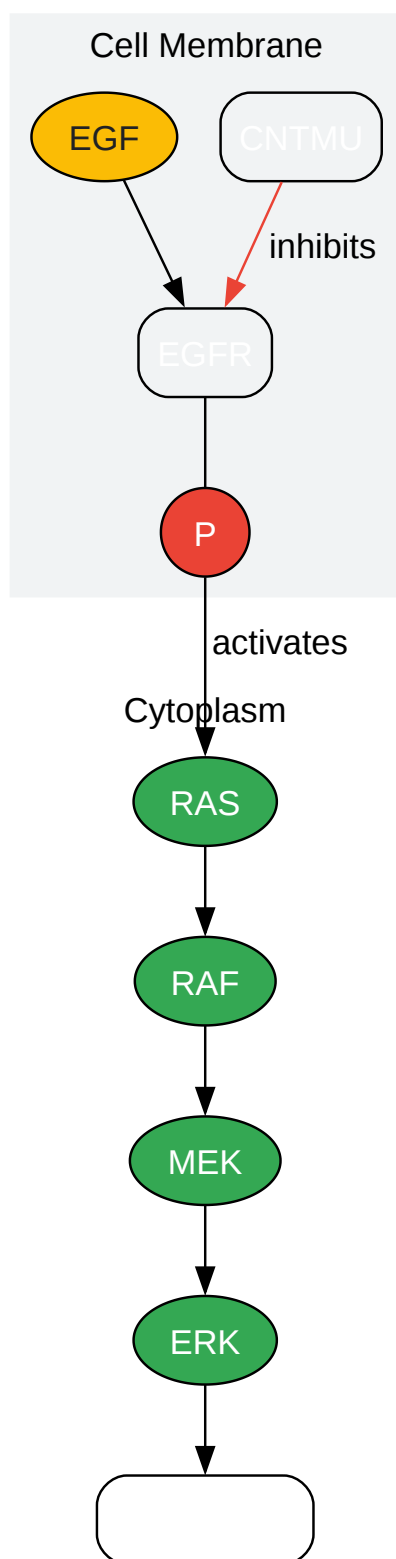 Cell Membrane
EGF
CNTMU
inhibits
EGFR
P
activates
Cytoplasm
RAS
RAF
MEK
ERK